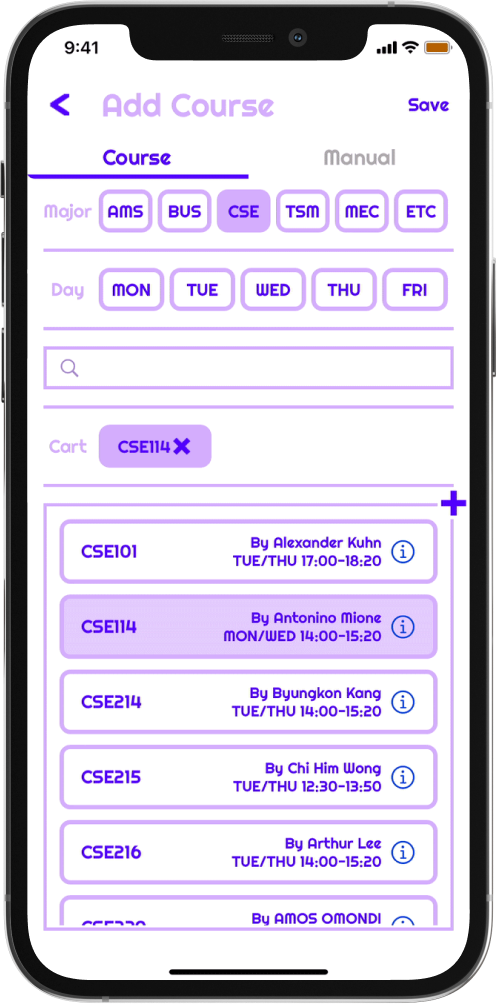 9:41
Add Course
Save
Course
Manual
Major
AMS
BUS
CSE
TSM
MEC
ETC
Day
MON
TUE
WED
THU
FRI
Cart
CSE114
CSE101
By Alexander Kuhn
TUE/THU 17:00-18:20
CSE114
By Antonino Mione
MON/WED 14:00-15:20
CSE214
By Byungkon Kang
TUE/THU 14:00-15:20
CSE215
By Chi Him Wong
TUE/THU 12:30-13:50
CSE216
By Arthur Lee
TUE/THU 14:00-15:20
By AMOS OMONDI